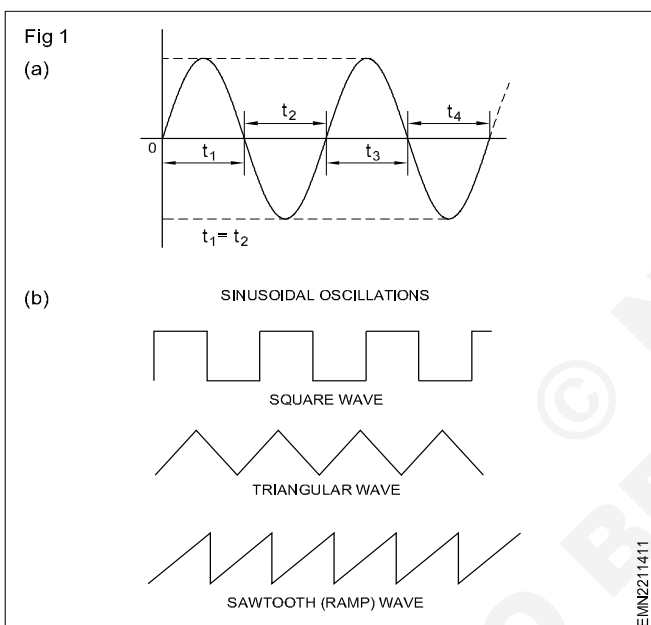 Fig 1
(a)
t₂
t₄
0
t₁
t₃
t₁= t₂
(b)
SINUSOIDAL OSCILLATIONS
SQUARE WAVE
TRIANGULAR WAVE
SAWTOOTH (RAMP) WAVE
EMN2211411
©